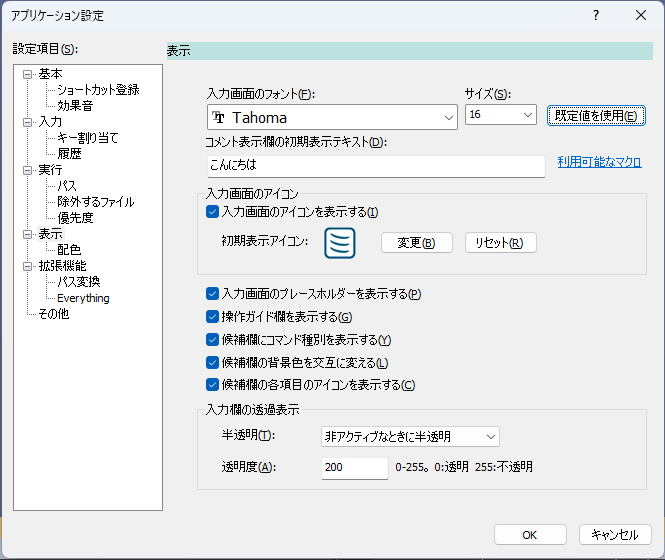 アプリケーション設定
設定項目(S):
基本
ショートカット登録
効果音
入力
キー割り当て
履歴
実行
パス
除外するファイル
優先度
表示
配色
拡張機能
パス変換
Everything
その他
表示
入力画面のフォント(F):
サイズ(S):
Tahoma
16
既定値を使用(E)
コメント表示欄の初期表示テキスト(D):
こんにちは
利用可能なマクロ
入力画面のアイコン
入力画面のアイコンを表示する(I)
初期表示アイコン:
変更(B)
リセット(R)
入力画面のプレースホルダーを表示する(P)
操作ガイド欄を表示する(G)
候補欄にコマンド種別を表示する(Y)
候補欄の背景色を交互に変える(L)
候補欄の各項目のアイコンを表示する(C)
入力欄の透過表示
半透明(T):
非アクティブなときに半透明
透明度(A):
200
0-255。0:透明 255:不透明
OK
キャンセル